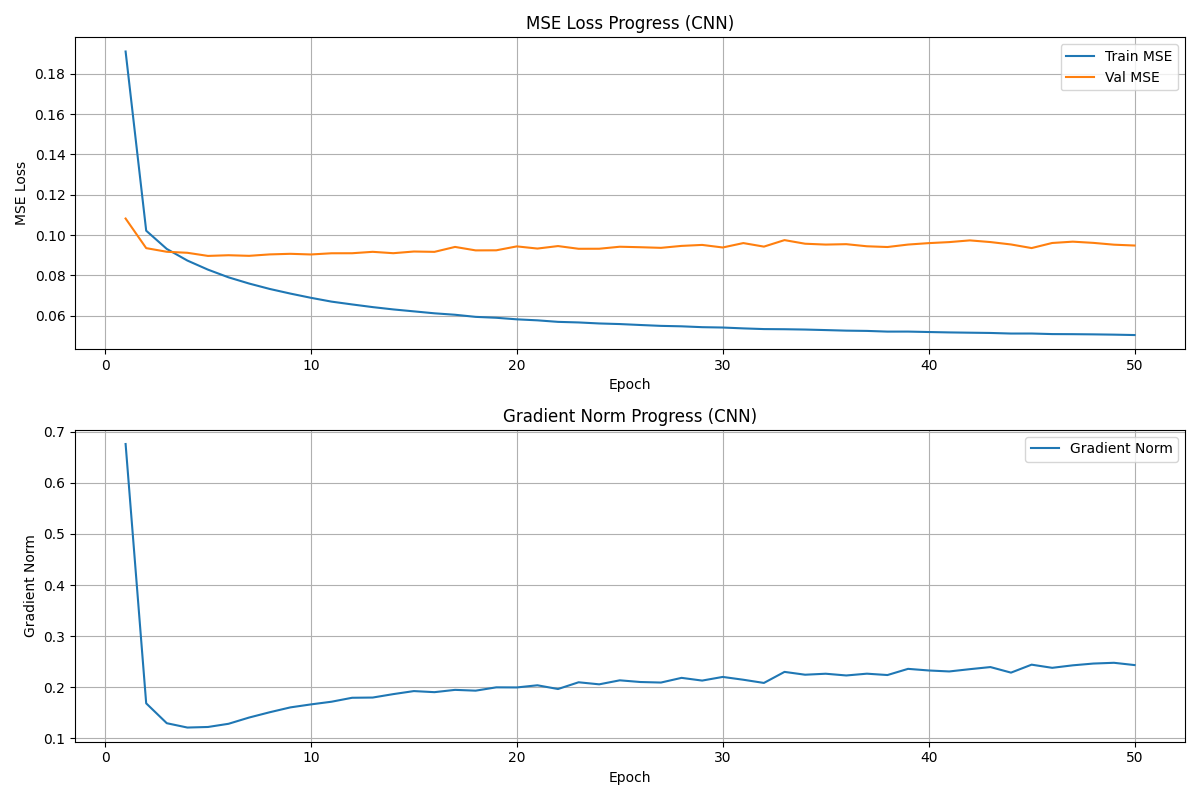 MSE Loss Progress (CNN)
Train MSE
Val MSE
MSE Loss
0.18
0.16
0.14
0.12
0.10
0.08
0.06
0 10 20 30 40 50
Epoch
Gradient Norm Progress (CNN)
Gradient Norm
Gradient Norm
0.7
0.6
0.5
0.4
0.3
0.2
0.1
0 10 20 30 40 50
Epoch